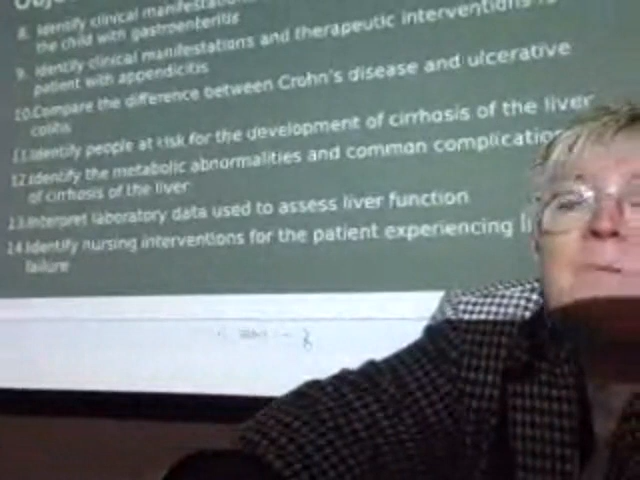 8. Identify clinical
the child with gastroenteritis
9. Identify clinical manifestations and therapeutic interventions
patient with appendicitis
10.Compare the difference between Crohn's disease and ulcerative
colitis
11.Identify people at risk for the development of cirrhosis of the liver
12.Identify the metabolic abnormalities and common
of cirrhosis of the liver
13.Interpret laboratory data used to assess liver function
14.Identify nursing interventions for the patient experiencing
failure